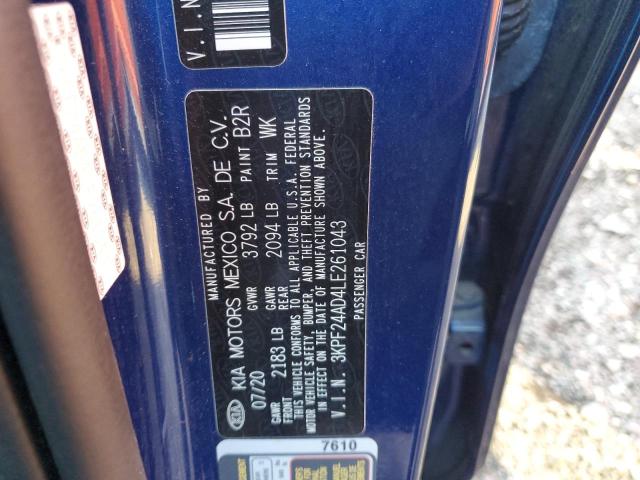 V.I.N
MANUFACTURED BY
KIA KIA MOTORS MEXICO S.A. DE C.V.
07/20 GVWR 3792 LB PAINT B2R
GAWR FRONT 2183 LB GAWR REAR 2094 LB TRIM WK
THIS VEHICLE CONFORMS TO ALL APPLICABLE U.S.A. FEDERAL
MOTOR VEHICLE SAFETY, BUMPER, AND THEFT PREVENTION STANDARDS
IN EFFECT ON THE DATE OF MANUFACTURE SHOWN ABOVE.
V.I.N. 3KPF24AD4LE261043
PASSENGER CAR
7610